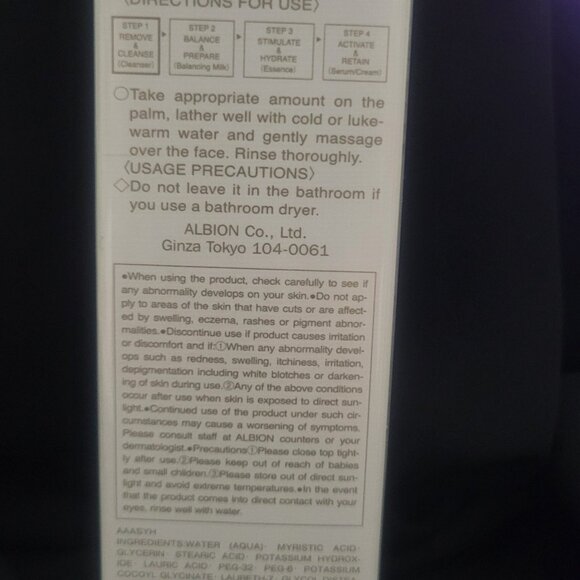 〈DIRECTIONS FOR USE〉
STEP 1
REMOVE
&
CLEANSE
(Cleanser)
STEP 2
BALANCE
&
PREPARE
(Balancing Milk)
STEP 3
STIMULATE
&
HYDRATE
(Essence)
STEP 4
ACTIVATE
&
RETAIN
(Serum/Cream)
○Take appropriate amount on the
palm, lather well with cold or luke-
warm water and gently massage
over the face. Rinse thoroughly.
〈USAGE PRECAUTIONS〉
◇Do not leave it in the bathroom if
you use a bathroom dryer.
ALBION Co., Ltd.
Ginza Tokyo 104-0061
●When using the product, check carefully to see if
any abnormality develops on your skin.●Do not ap-
ply to areas of the skin that have cuts or are affect-
ed by swelling, eczema, rashes or pigment abnor-
malities.●Discontinue use if product causes irritation
or discomfort and if:①When any abnormality devel-
ops such as redness, swelling, itchiness, irritation,
depigmentation including white blotches or darken-
ing of skin during use.②Any of the above conditions
occur after use when skin is exposed to direct sun-
light.●Continued use of the product under such cir-
cumstances may cause a worsening of symptoms.
Please consult staff at ALBION counters or your
dermatologist.●Precautions①Please close top tight-
ly after use.②Please keep out of reach of babies
and small children.③Please store out of direct sun-
light and avoid extreme temperatures.●In the event
that the product comes into direct contact with your
eyes, rinse well with water.
AAASYH
INGREDIENTS:WATER (AQUA)· MYRISTIC ACID·
GLYCERIN· STEARIC ACID· POTASSIUM HYDROX-
IDE· LAURIC ACID· PEG-32· PEG-6· POTASSIUM
COCOYL GLYCINATE· LAURETH-7· GLYCOL